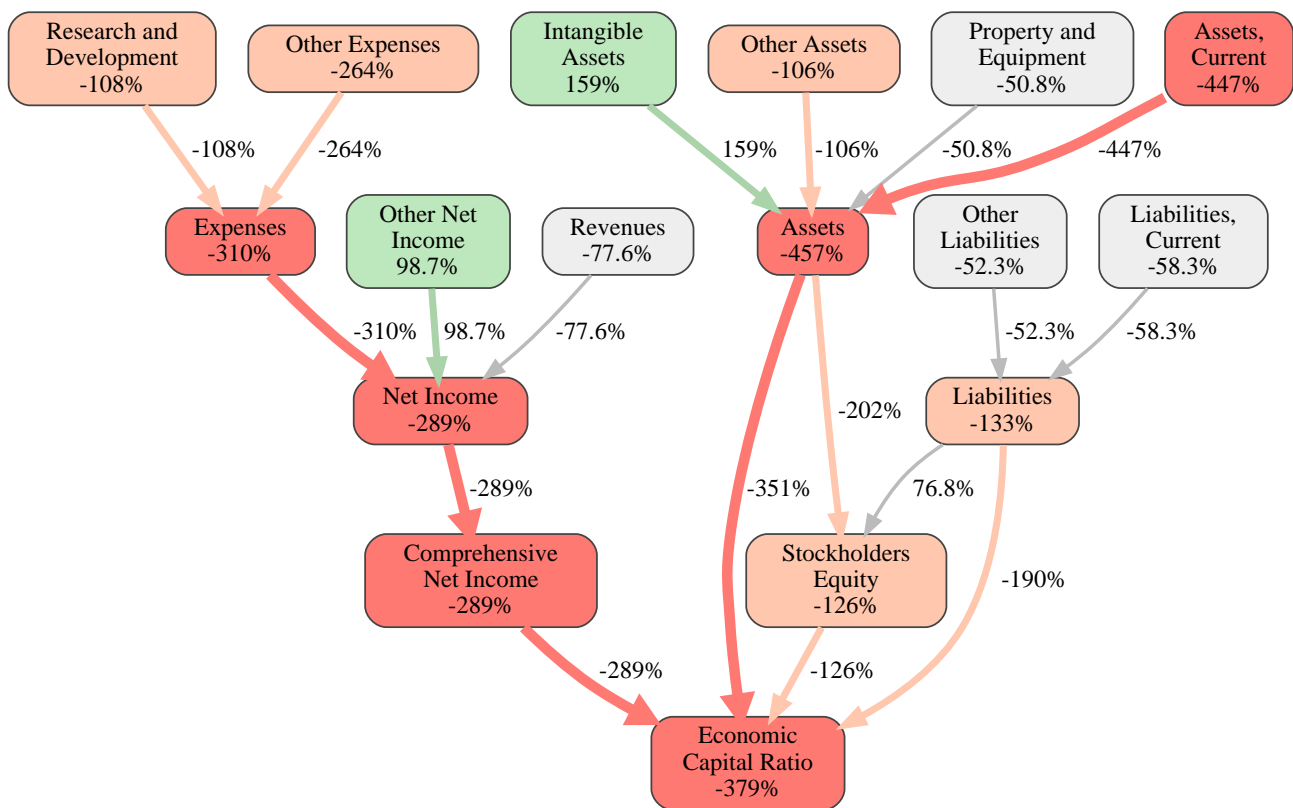 Research and
Development
-108%
Other Expenses
-264%
Intangible
Assets
159%
Other Assets
-106%
Property and
Equipment
-50.8%
Assets,
Current
-447%
-108%
-264%
159%
-106%
-50.8%
-447%
Expenses
-310%
Other Net
Income
98.7%
Revenues
-77.6%
Assets
-457%
Other
Liabilities
-52.3%
Liabilities,
Current
-58.3%
-310%
98.7%
-77.6%
-52.3%
-58.3%
Net Income
-289%
-202%
Liabilities
-133%
-289%
-351%
76.8%
Comprehensive
Net Income
-289%
Stockholders
Equity
-126%
-190%
-289%
-126%
Economic
Capital Ratio
-379%